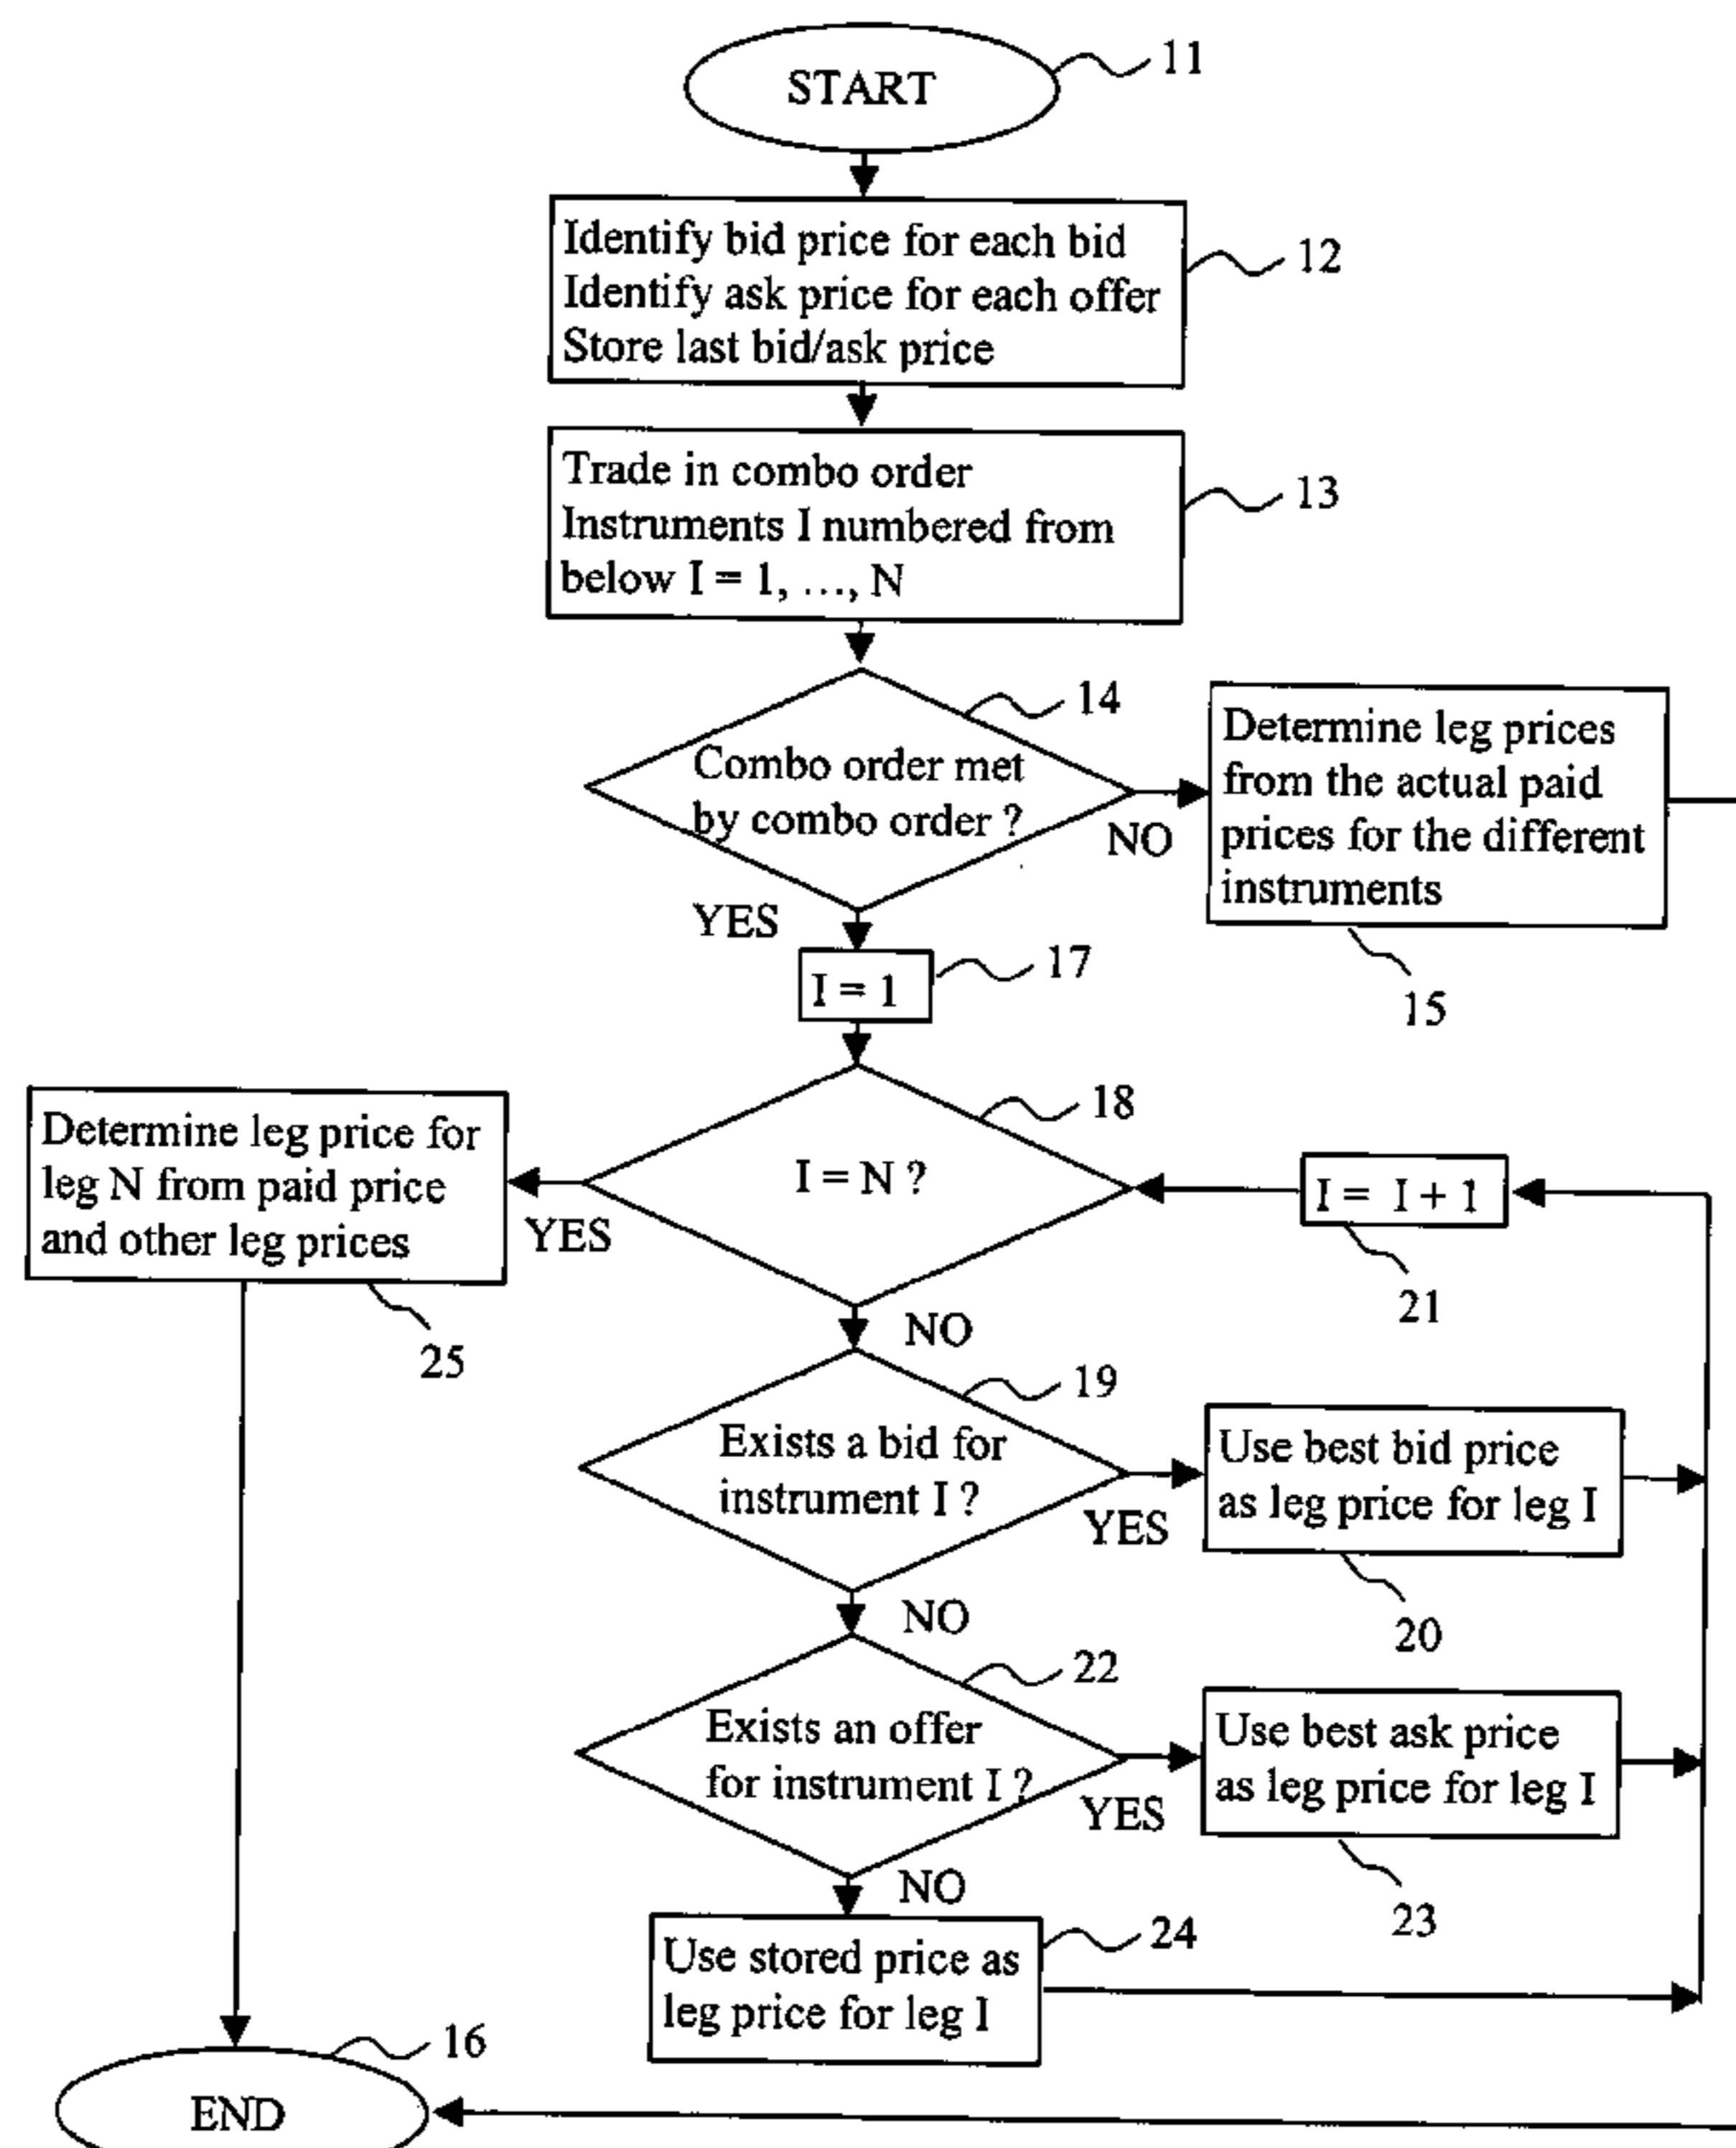 START
11
Identify bid price for each bid
Identify ask price for each offer
Store last bid/ask price
12
Trade in combo order
Instruments I numbered from
below I = 1, ..., N
13
14
Combo order met
by combo order ?
NO
YES
Determine leg prices
from the actual paid
prices for the different
instruments
15
I = 1
17
Determine leg price for
leg N from paid price
and other leg prices
25
18
I = N ?
YES
NO
I = I + 1
21
19
Exists a bid for
instrument I ?
YES
NO
Use best bid price
as leg price for leg I
20
22
Exists an offer
for instrument I ?
YES
NO
Use best ask price
as leg price for leg I
23
Use stored price as
leg price for leg I
24
16
END